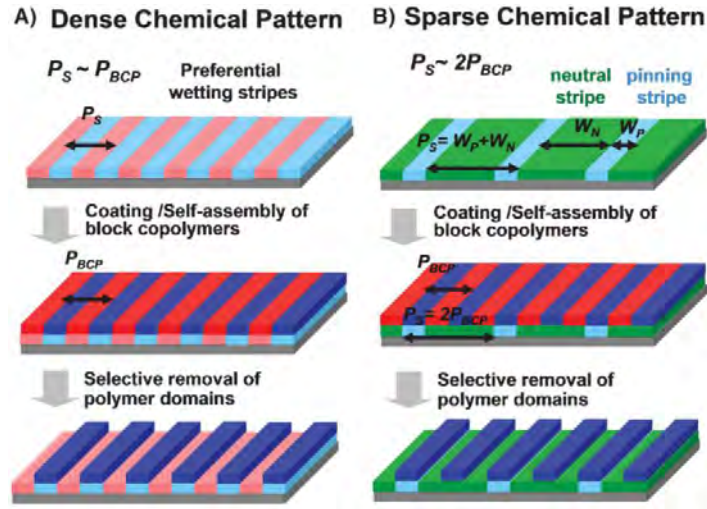 A) Dense Chemical Pattern
P_S ~ P_BCP
Preferential
wetting stripes
P_S
Coating /Self-assembly of
block copolymers
P_BCP
Selective removal of
polymer domains
B) Sparse Chemical Pattern
P_S~ 2P_BCP
neutral
stripe
pinning
stripe
P_S= W_P+W_N
W_N
W_P
Coating /Self-assembly of
block copolymers
P_BCP
P_S= 2P_BCP
Selective removal of
polymer domains